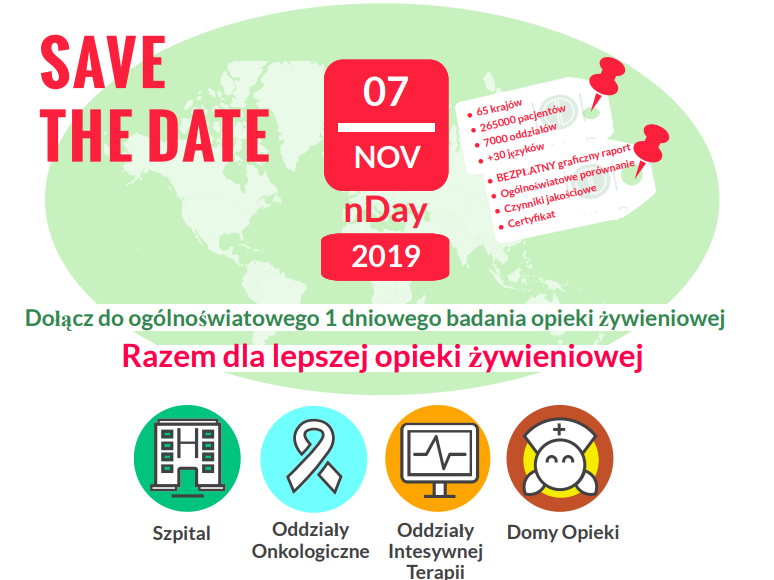 SAVE
THE DATE
07
NOV
nDay
2019
• 65 krajów
• 265000 pacjentów
• 7000 oddziałów
• +30 języków
• BEZPŁATNY graficzny raport
• Ogólnoświatowe porównanie
• Czynniki jakościowe
• Certyfikat
Dołącz do ogólnoświatowego 1 dniowego badania opieki żywieniowej
Razem dla lepszej opieki żywieniowej
Szpital
Oddziały
Onkologiczne
Oddziały
Intesywnej
Terapii
Domy Opieki